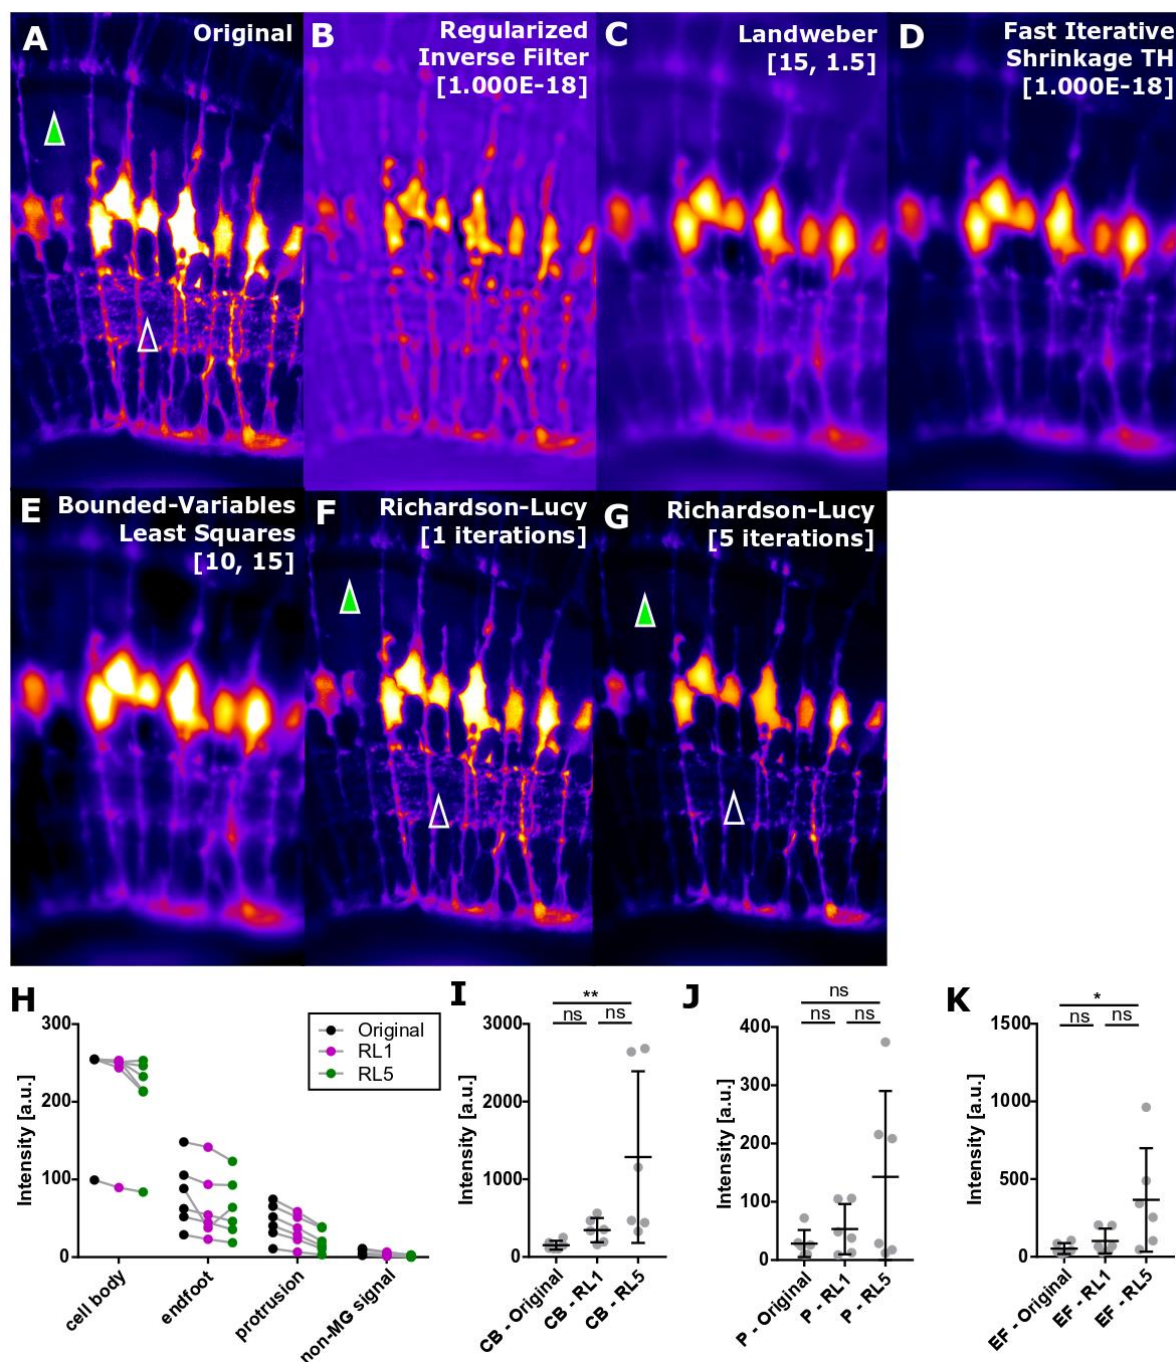 A
Original
B
Regularized
Inverse Filter
[1.000E-18]
C
Landweber
[15, 1.5]
D
Fast Iterative
Shrinkage TH
[1.000E-18]
E
Bounded-Variables
Least Squares
[10, 15]
F
Richardson-Lucy
[1 iterations]
G
Richardson-Lucy
[5 iterations]
H
Intensity [a.u.]
300
200
100
0
Original
RL1
RL5
cell body
endfoot
protrusion
non-MG signal
I
Intensity [a.u.]
**
ns
ns
3000
2000
1000
0
CB - Original
CB - RL1
CB - RL5
J
Intensity [a.u.]
ns
ns
ns
400
300
200
100
0
P - Original
P - RL1
P - RL5
K
Intensity [a.u.]
*
ns
ns
1500
1000
500
0
EF - Original
EF - RL1
EF - RL5